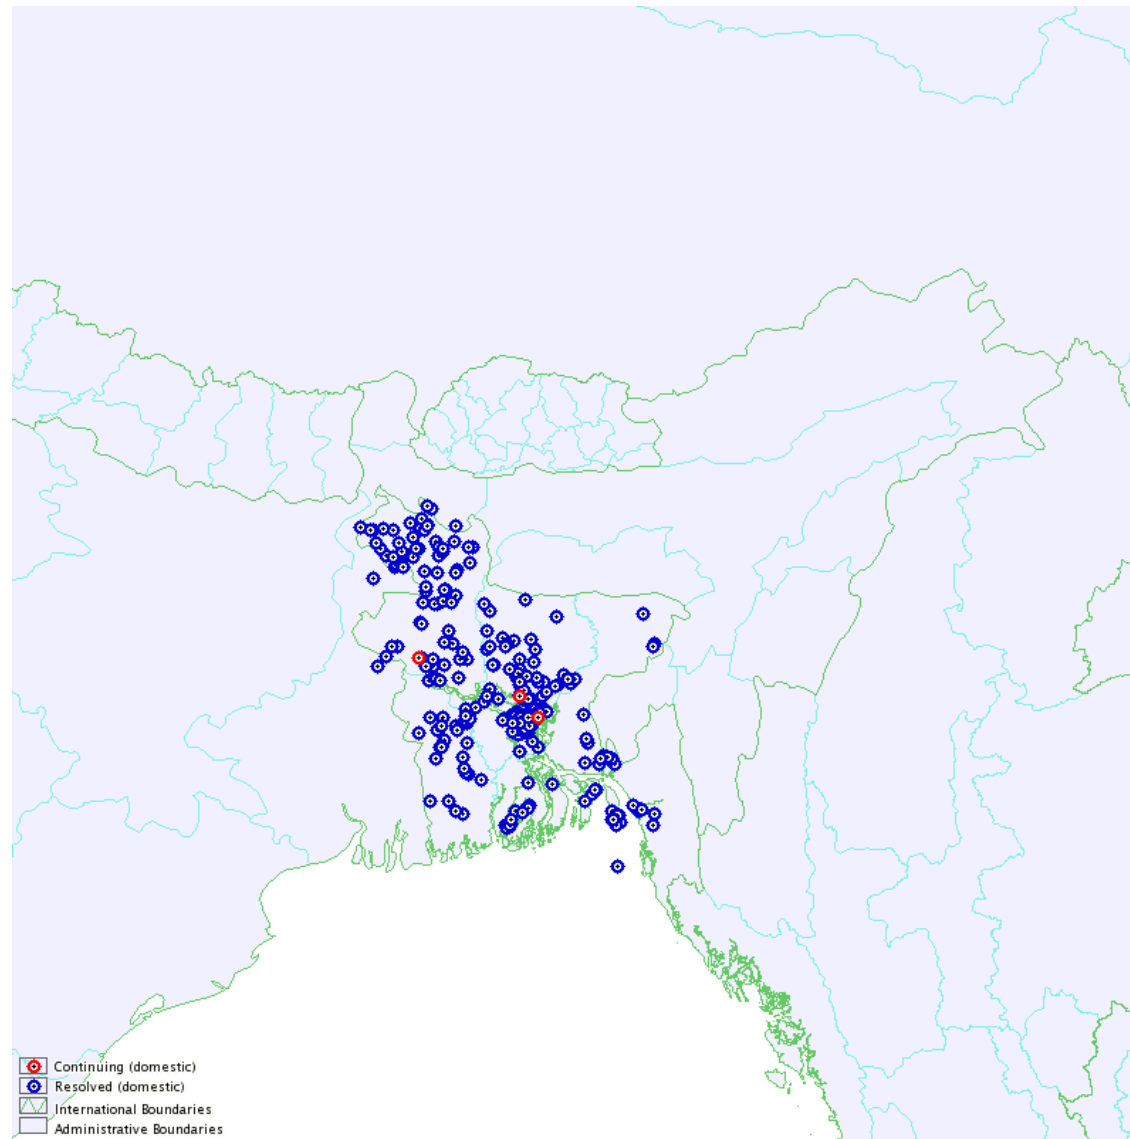 Continuing (domestic)
Resolved (domestic)
International Boundaries
Administrative Boundaries